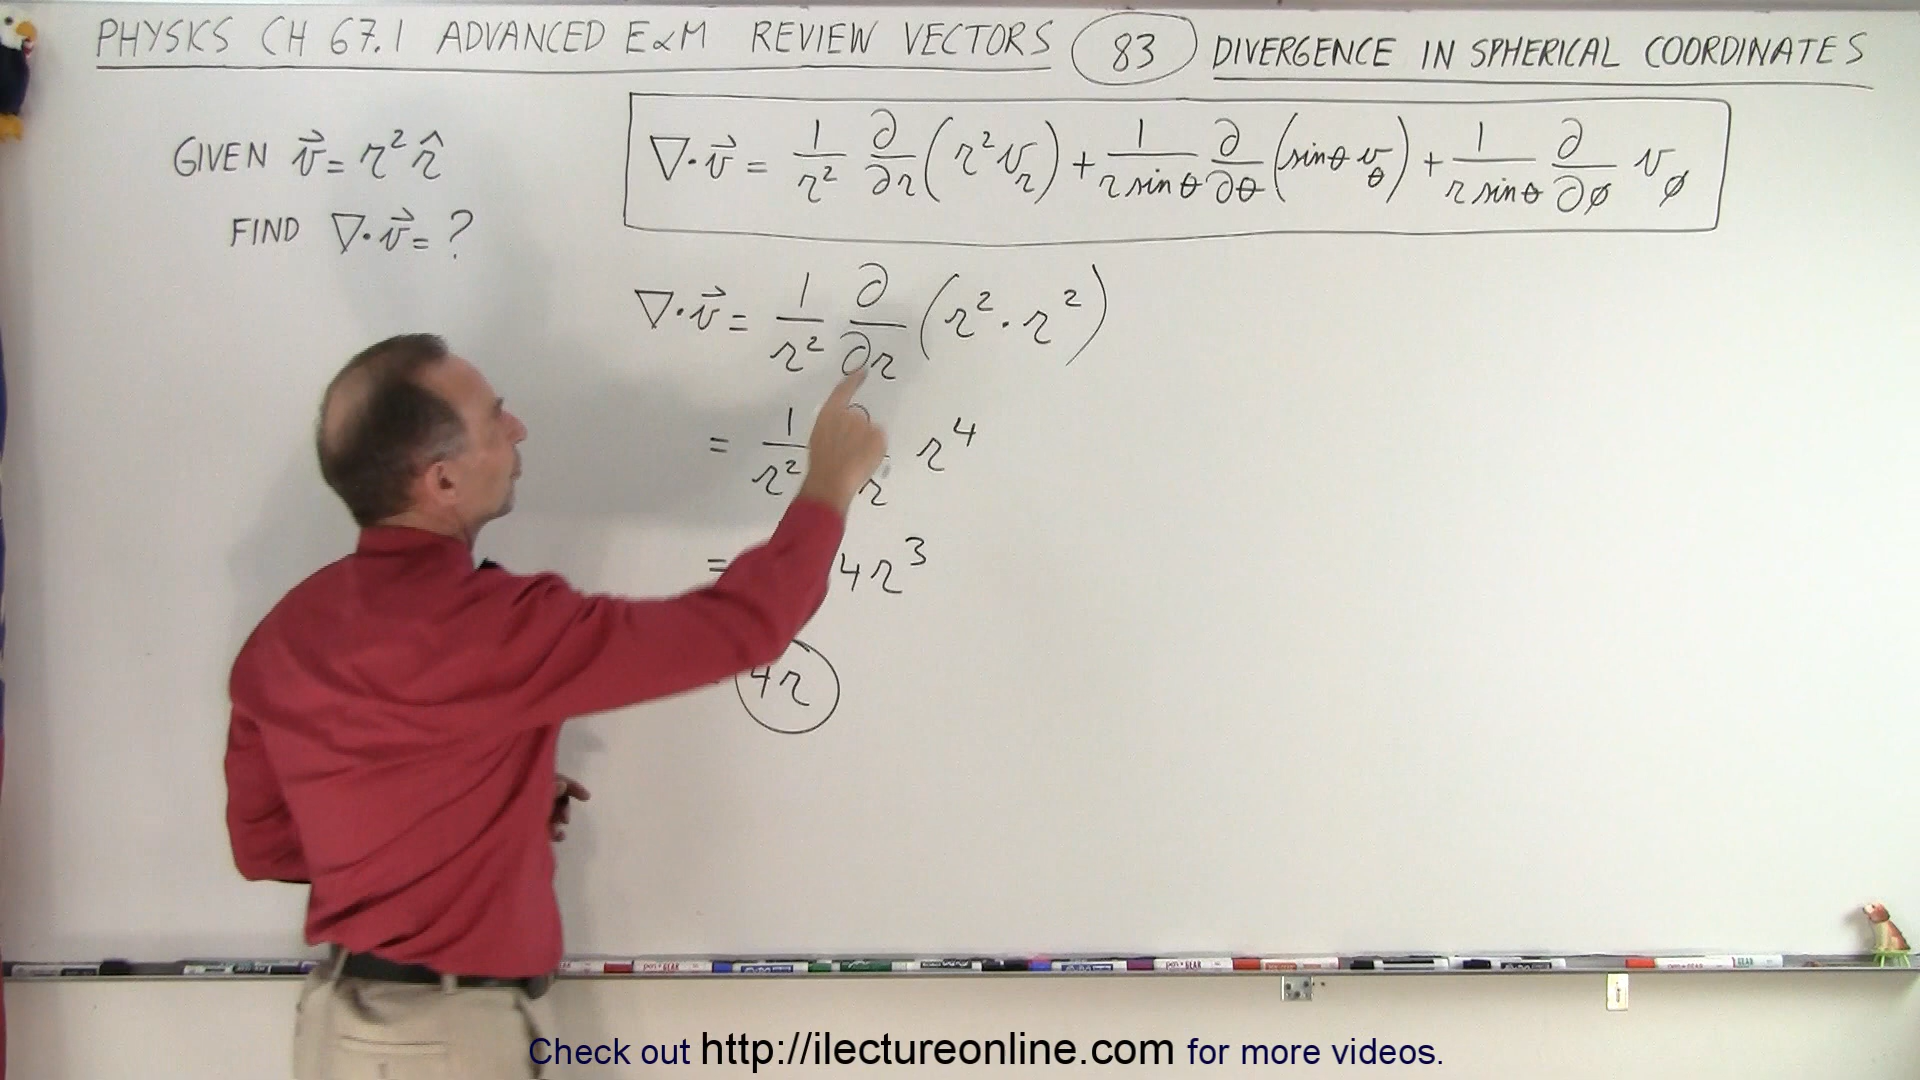 PHYSICS CH 67.1 ADVANCED E&M REVIEW VECTORS 83 DIVERGENCE IN SPHERICAL COORDINATES
GIVEN v⃗ = r² r̂
FIND ∇·v⃗ = ?
∇·v⃗ = 1/r² ∂/∂r (r² v_r) + 1/(r sinθ) ∂/∂θ (sinθ v_θ) + 1/(r sinθ) ∂/∂ø v_ø
∇·v⃗ = 1/r² ∂/∂r (r² · r²)
= 1/r² r r⁴
= 4r³
4r
Check out http://ilectureonline.com for more videos.